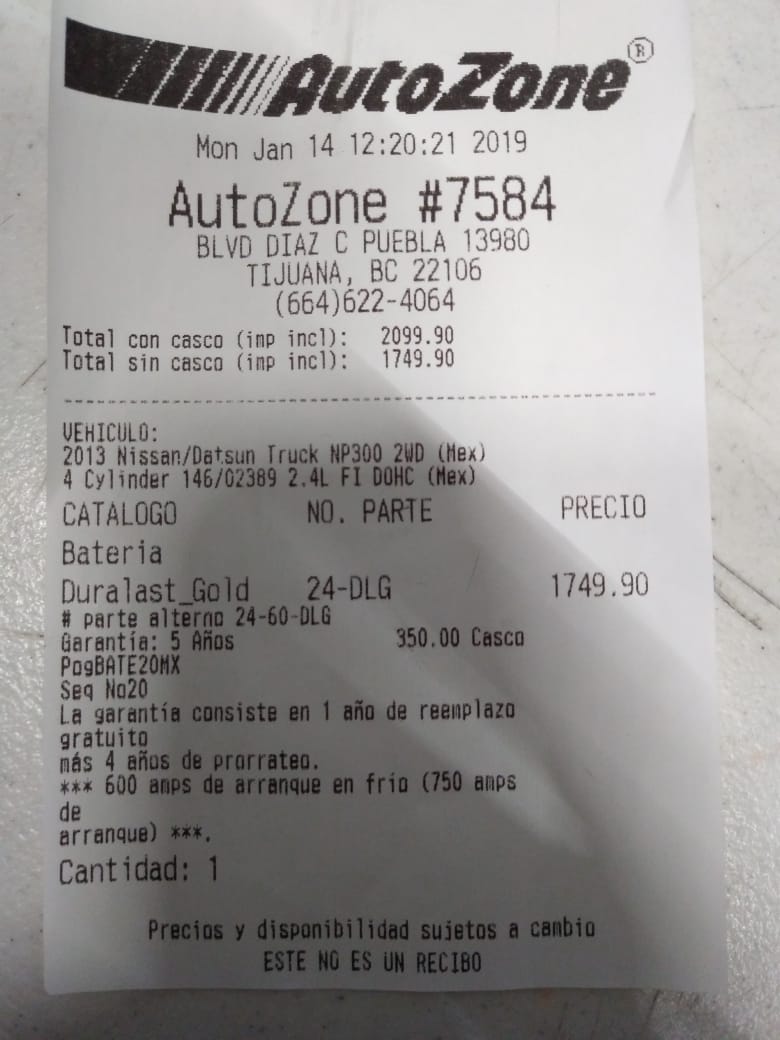 AutoZone®
Mon Jan 14 12:20:21 2019
AutoZone #7584
BLVD DIAZ C PUEBLA 13980
TIJUANA, BC 22106
(664)622-4064
Total con casco (imp incl): 2099.90
Total sin casco (imp incl): 1749.90
VEHICULO:
2013 Nissan/Datsun Truck NP300 2WD (Mex)
4 Cylinder 146/02389 2.4L FI DOHC (Mex)
CATALOGO NO. PARTE PRECIO
Bateria
Duralast_Gold 24-DLG 1749.90
# parte alterno 24-60-DLG
Garantía: 5 Años 350.00 Casco
PogBATE20MX
Seq No20
La garantía consiste en 1 año de reemplazo
gratuito
más 4 años de prorrateo.
*** 600 amps de arranque en frío (750 amps
de
arranque) ***.
Cantidad: 1
Precios y disponibilidad sujetos a cambio
ESTE NO ES UN RECIBO